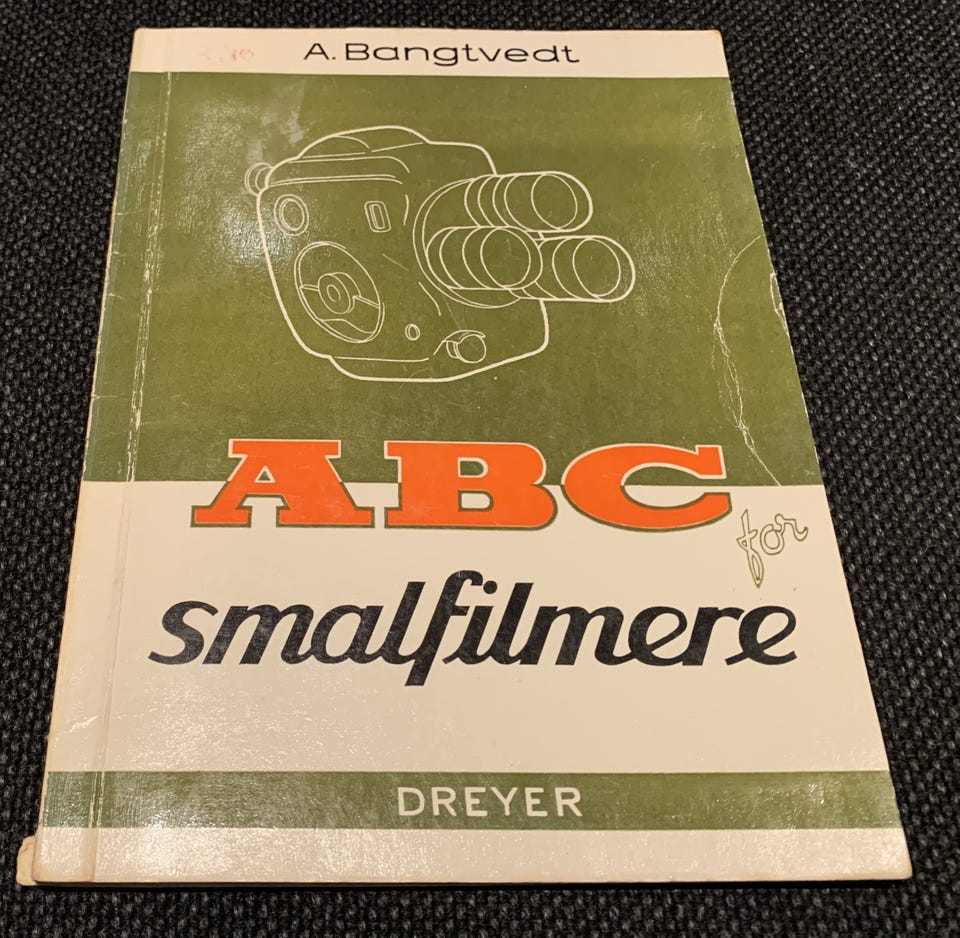 A. Bangtvedt
ABC
for
smalfilmere
DREYER